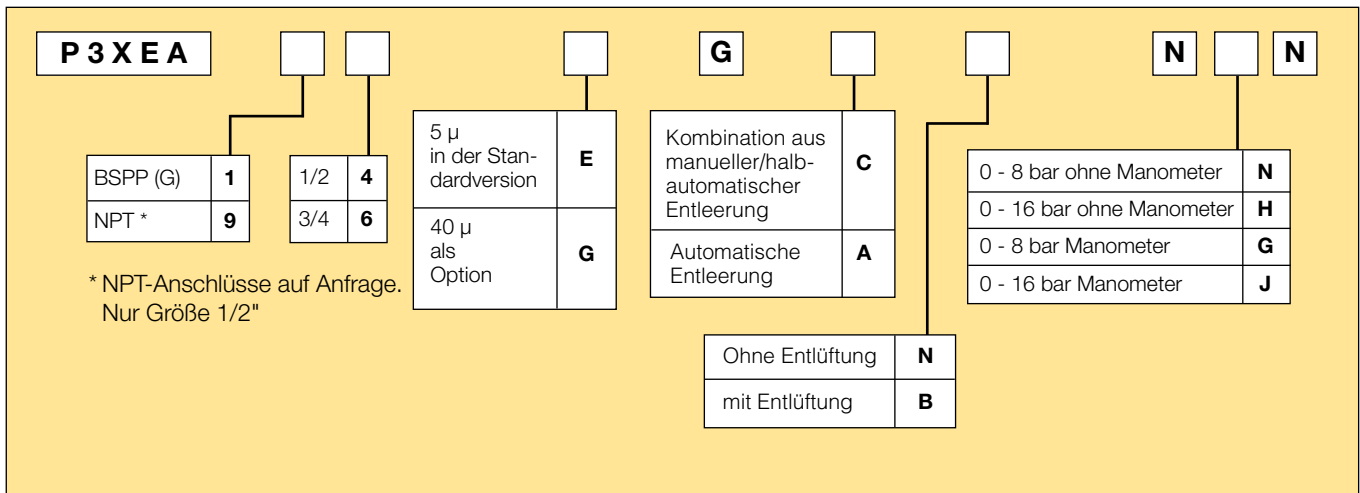 P3XEA G N N
BSPP (G) 1
NPT * 9
1/2 4
3/4 6
* NPT-Anschlüsse auf Anfrage.
Nur Größe 1/2"
5 µ
in der Stan-
dardversion
E
40 µ
als
Option
G
Kombination aus
manueller/halb-
automatischer
Entleerung
C
Automatische
Entleerung
A
Ohne Entlüftung N
mit Entlüftung B
0 - 8 bar ohne Manometer N
0 - 16 bar ohne Manometer H
0 - 8 bar Manometer G
0 - 16 bar Manometer J